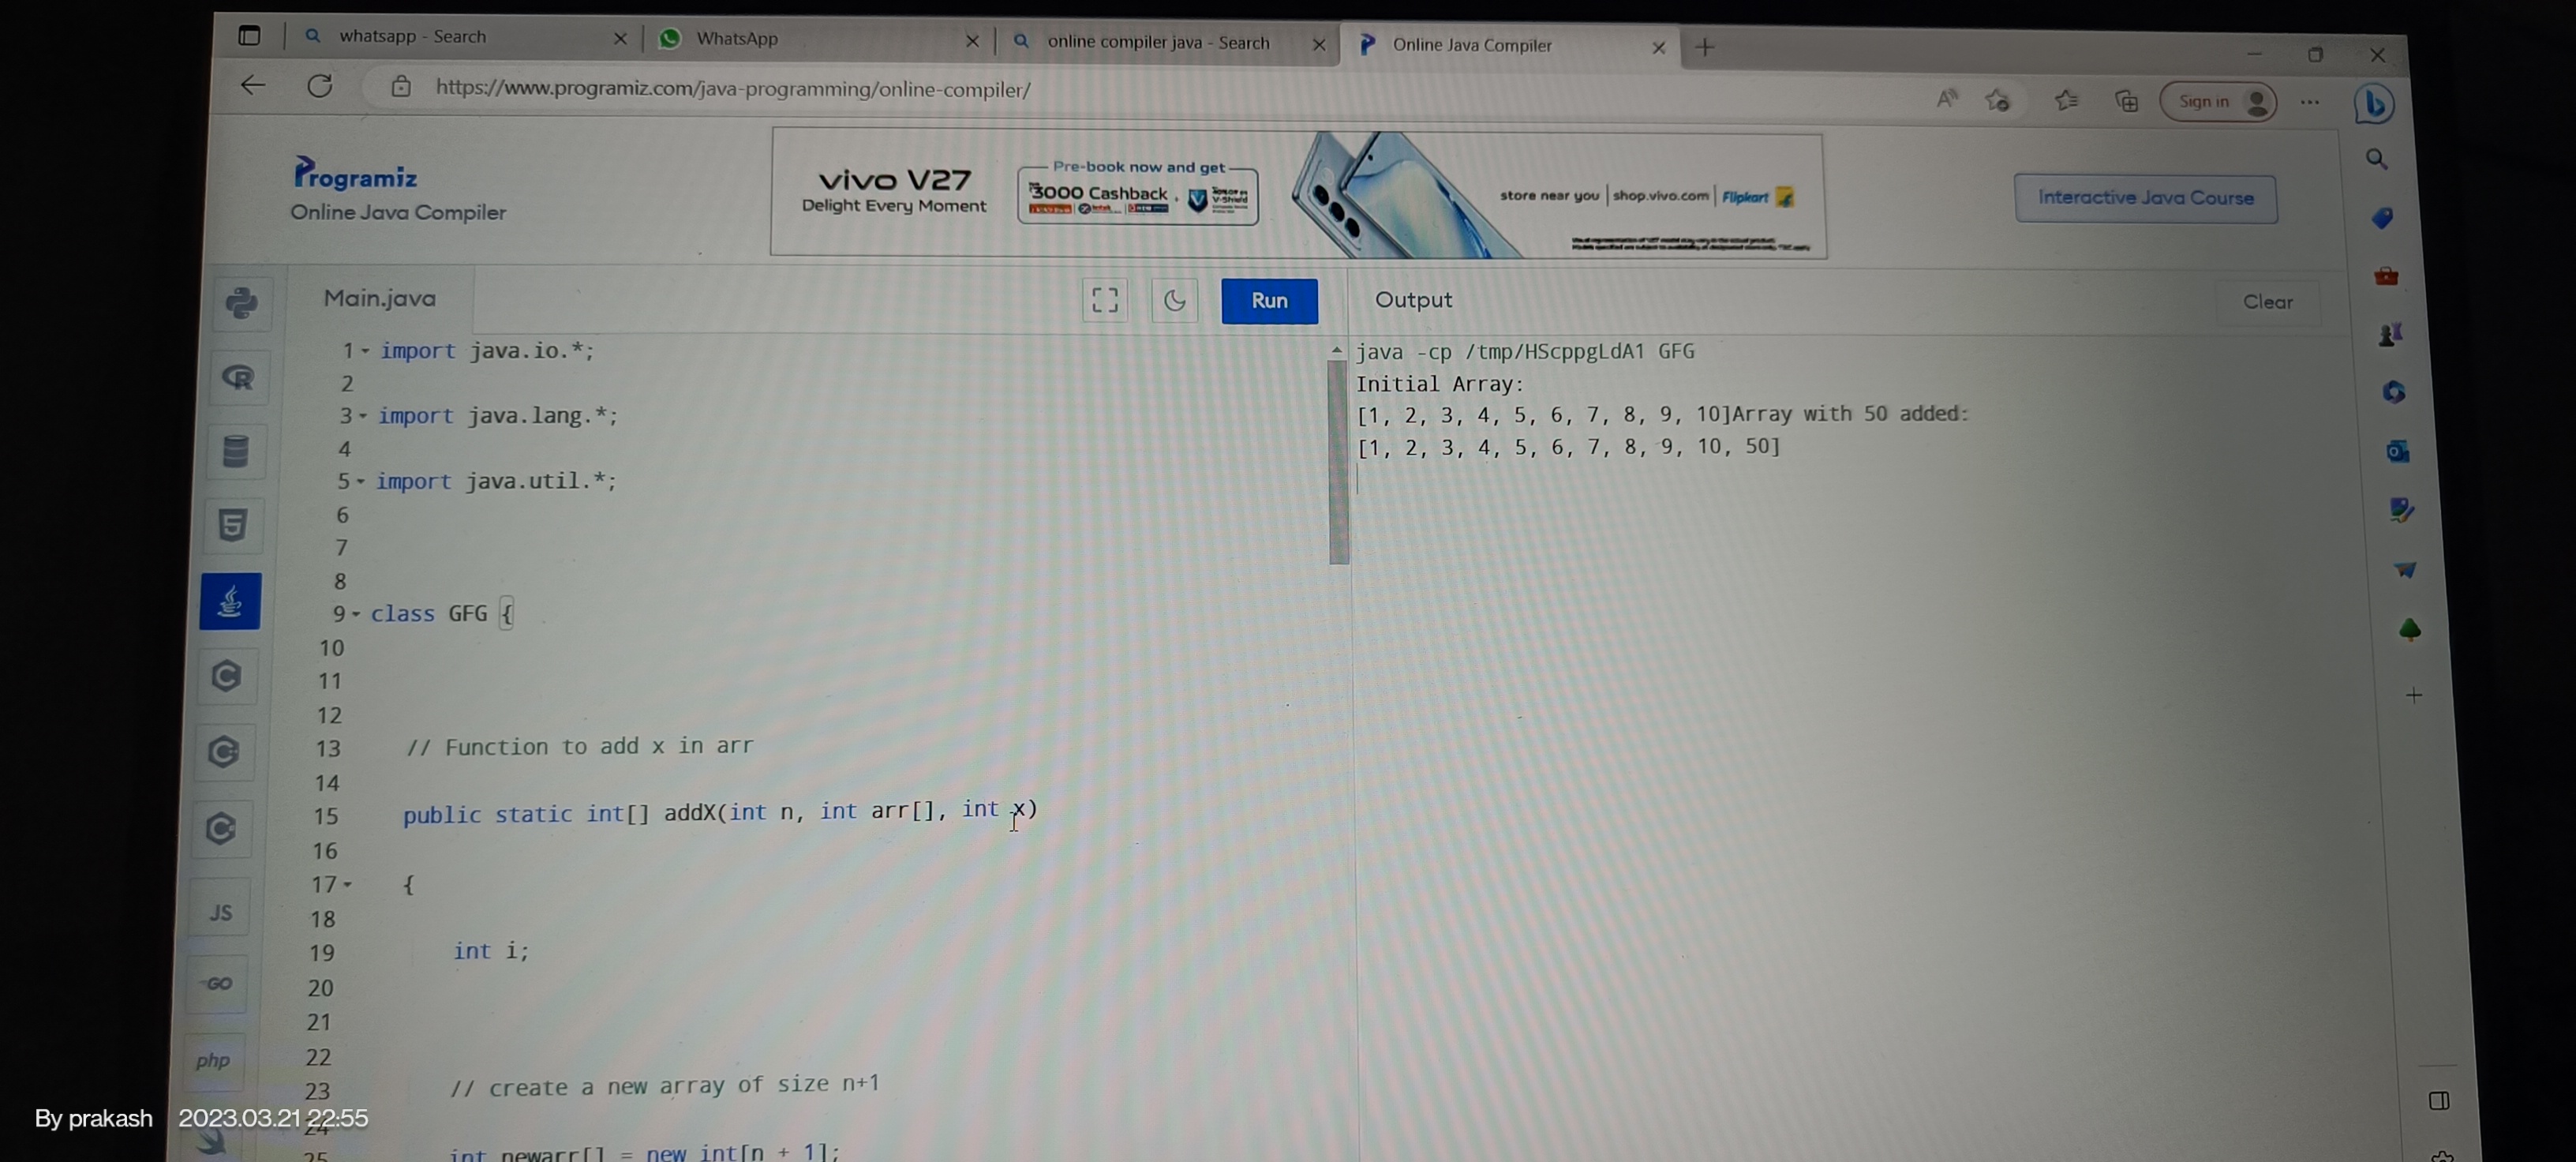 whatsapp - Search
WhatsApp
online compiler java - Search
Online Java Compiler
https://www.programiz.com/java-programming/online-compiler/
Sign in
Programiz
Online Java Compiler
vivo V27
Delight Every Moment
Pre-book now and get
3000 Cashback
store near you | shop.vivo.com | Flipkart
Interactive Java Course
Main.java
Run
Output
Clear
1 import java.io.*;
2
3 import java.lang.*;
4
5 import java.util.*;
6
7
8
9 class GFG {
10
11
12
13 // Function to add x in arr
14
15 public static int[] addX(int n, int arr[], int x)
16
17 {
18
19 int i;
20
21
22
23 // create a new array of size n+1
24
25 int newarr[] = new int[n + 1];
java -cp /tmp/HScppgLdA1 GFG
Initial Array:
[1, 2, 3, 4, 5, 6, 7, 8, 9, 10]Array with 50 added:
[1, 2, 3, 4, 5, 6, 7, 8, 9, 10, 50]
JS
GO
php
By prakash 2023.03.21 22:55